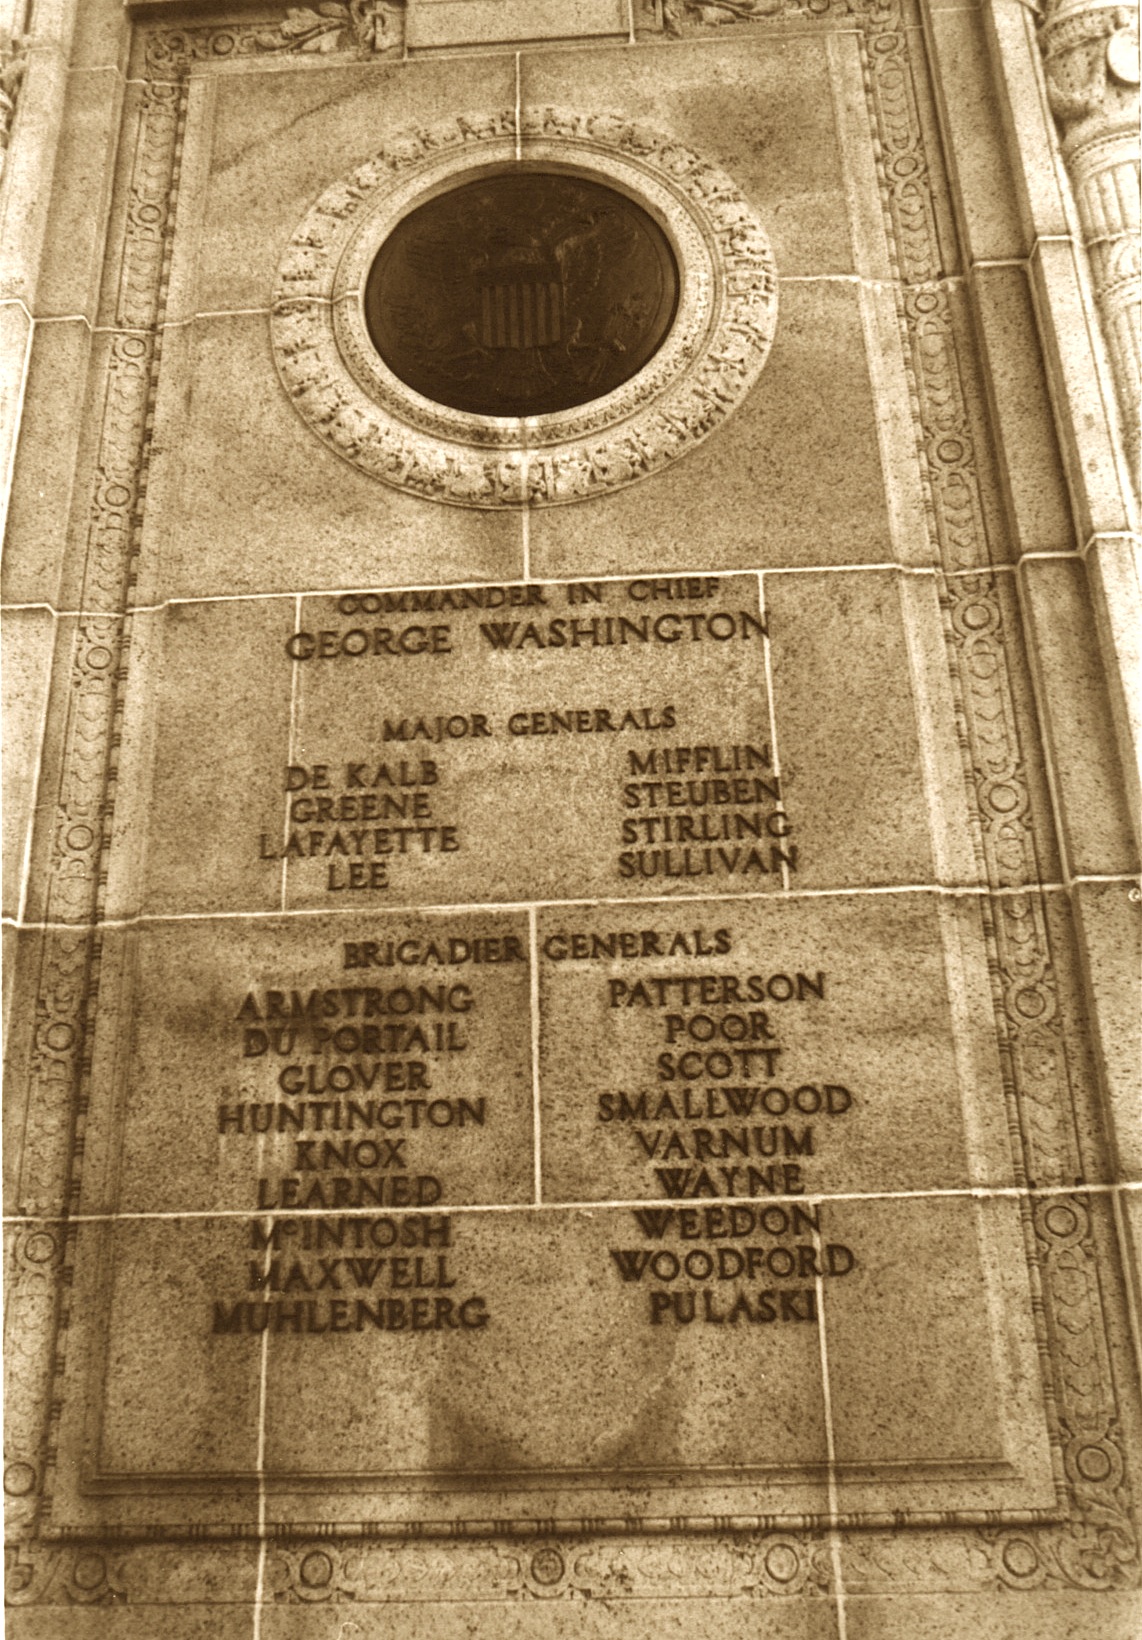 COMMANDER IN CHIEF
GEORGE WASHINGTON
MAJOR GENERALS
DE KALB
GREENE
LAFAYETTE
LEE
MIFFLIN
STEUBEN
STIRLING
SULLIVAN
BRIGADIER GENERALS
ARMSTRONG
DU PORTAIL
GLOVER
HUNTINGTON
KNOX
LEARNED
McINTOSH
MAXWELL
MUHLENBERG
PATTERSON
POOR
SCOTT
SMALLWOOD
VARNUM
WAYNE
WEEDON
WOODFORD
PULASKI